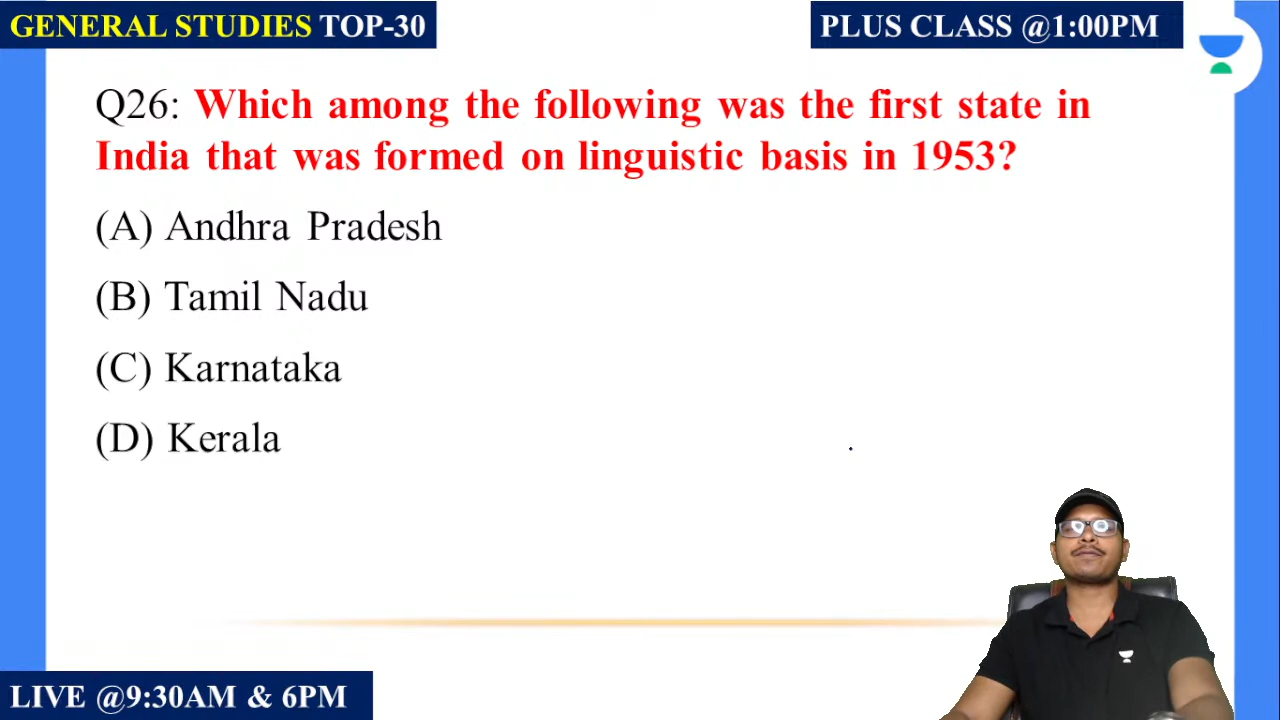 GENERAL STUDIES TOP-30
PLUS CLASS @1:00PM
Q26: Which among the following was the first state in
India that was formed on linguistic basis in 1953?
(A) Andhra Pradesh
(B) Tamil Nadu
(C) Karnataka
(D) Kerala
LIVE @9:30AM & 6PM